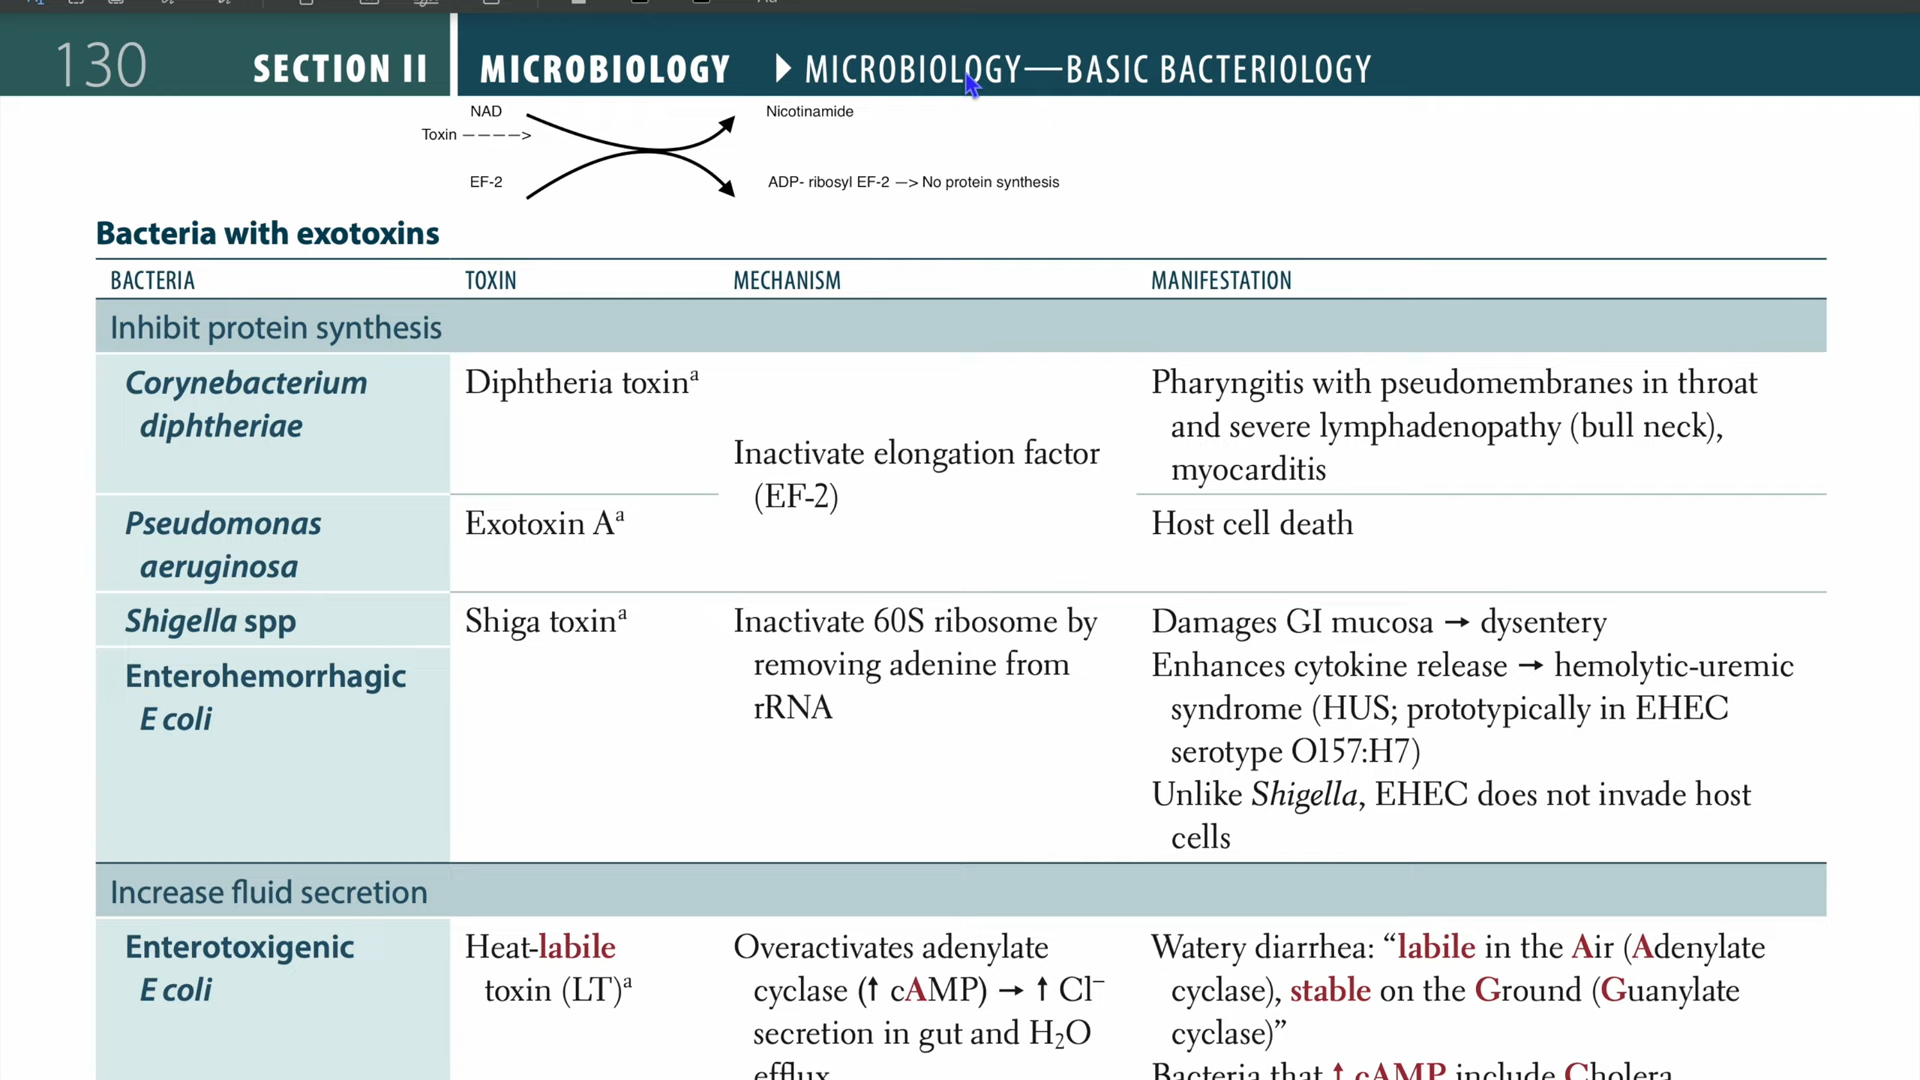 130 SECTION II MICROBIOLOGY ▶ MICROBIOLOGY—BASIC BACTERIOLOGY
NAD Nicotinamide
Toxin ————>
EF-2 ADP- ribosyl EF-2 —> No protein synthesis
Bacteria with exotoxins
BACTERIA TOXIN MECHANISM MANIFESTATION
Inhibit protein synthesis
Corynebacterium
diphtheriae
Diphtheria toxinᵃ
Inactivate elongation factor
(EF-2)
Pharyngitis with pseudomembranes in throat
and severe lymphadenopathy (bull neck),
myocarditis
Pseudomonas
aeruginosa
Exotoxin Aᵃ
Host cell death
Shigella spp
Shiga toxinᵃ
Inactivate 60S ribosome by
removing adenine from
rRNA
Damages GI mucosa → dysentery
Enhances cytokine release → hemolytic-uremic
syndrome (HUS; prototypically in EHEC
serotype O157:H7)
Unlike Shigella, EHEC does not invade host
cells
Enterohemorrhagic
E coli
Increase fluid secretion
Enterotoxigenic
E coli
Heat-labile
toxin (LT)ᵃ
Overactivates adenylate
cyclase (↑ cAMP) → ↑ Cl⁻
secretion in gut and H₂O
efflux
Watery diarrhea: “labile in the Air (Adenylate
cyclase), stable on the Ground (Guanylate
cyclase)”
Bacteria that ↑ cAMP include Cholera